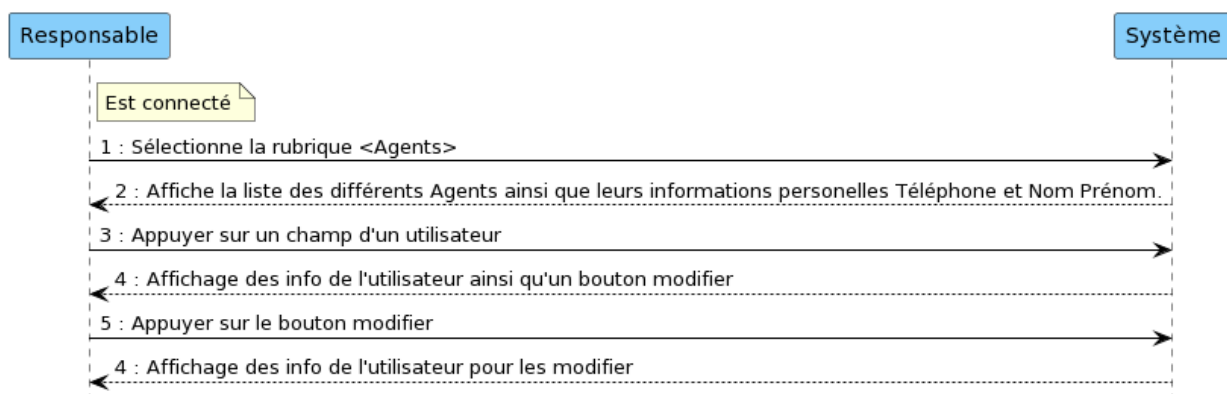 Responsable
Système
Est connecté
1 : Sélectionne la rubrique <Agents>
2 : Affiche la liste des différents Agents ainsi que leurs informations personelles Téléphone et Nom Prénom.
3 : Appuyer sur un champ d'un utilisateur
4 : Affichage des info de l'utilisateur ainsi qu'un bouton modifier
5 : Appuyer sur le bouton modifier
4 : Affichage des info de l'utilisateur pour les modifier